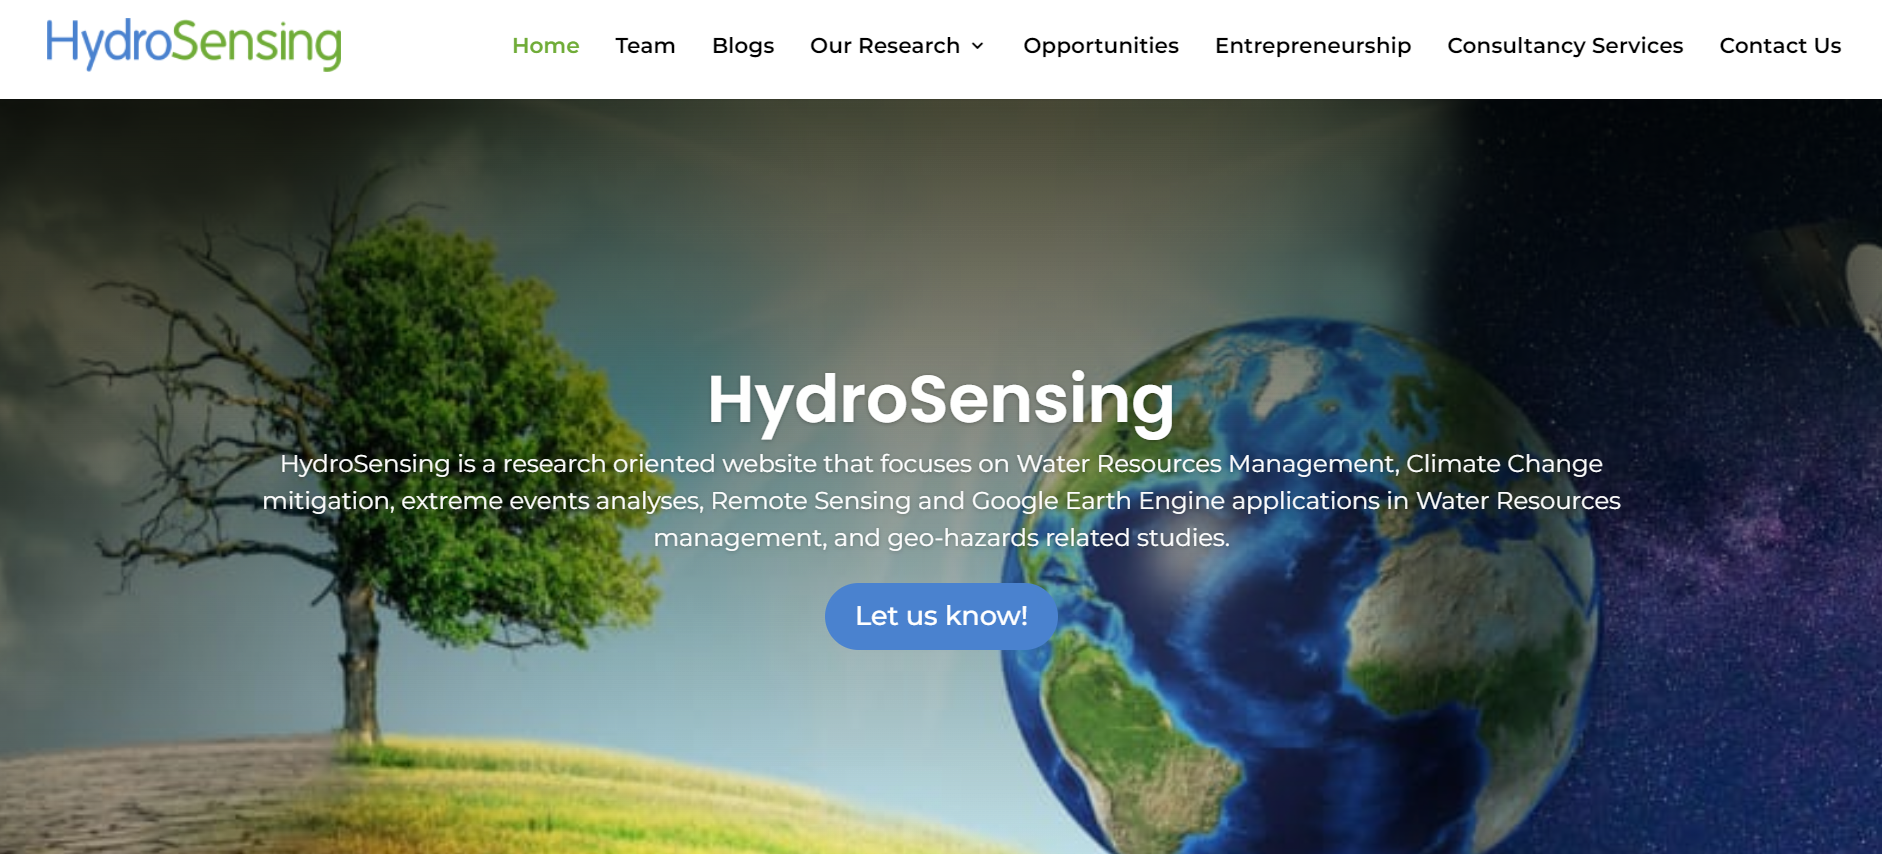 HydroSensing
Home Team Blogs Our Research Opportunities Entrepreneurship Consultancy Services Contact Us
HydroSensing
HydroSensing is a research oriented website that focuses on Water Resources Management, Climate Change
mitigation, extreme events analyses, Remote Sensing and Google Earth Engine applications in Water Resources
management, and geo-hazards related studies.
Let us know!